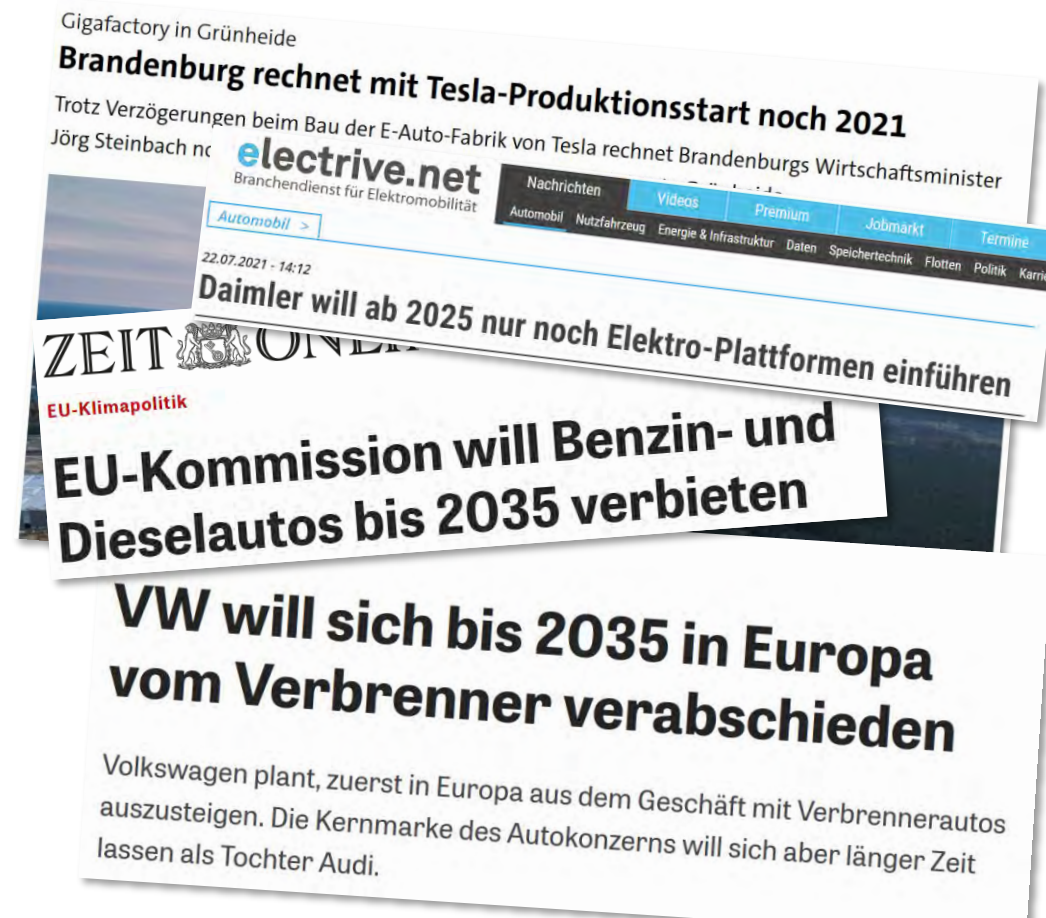 Gigafactory in Grünheide
Brandenburg rechnet mit Tesla-Produktionsstart noch 2021
Trotz Verzögerungen beim Bau der E-Auto-Fabrik von Tesla rechnet Brandenburgs Wirtschaftsminister
Jörg Steinbach
electrive.net
Branchendienst für Elektromobilität
Nachrichten Videos Premium Jobmarkt Termine
Automobil Nutzfahrzeug Energie & Infrastruktur Daten Speichertechnik Flotten Politik
Automobil >
22.07.2021 - 14:12
Daimler will ab 2025 nur noch Elektro-Plattformen einführen
ZEIT
EU-Klimapolitik
EU-Kommission will Benzin- und
Dieselautos bis 2035 verbieten
VW will sich bis 2035 in Europa
vom Verbrenner verabschieden
Volkswagen plant, zuerst in Europa aus dem Geschäft mit Verbrennerautos
auszusteigen. Die Kernmarke des Autokonzerns will sich aber länger Zeit
lassen als Tochter Audi.